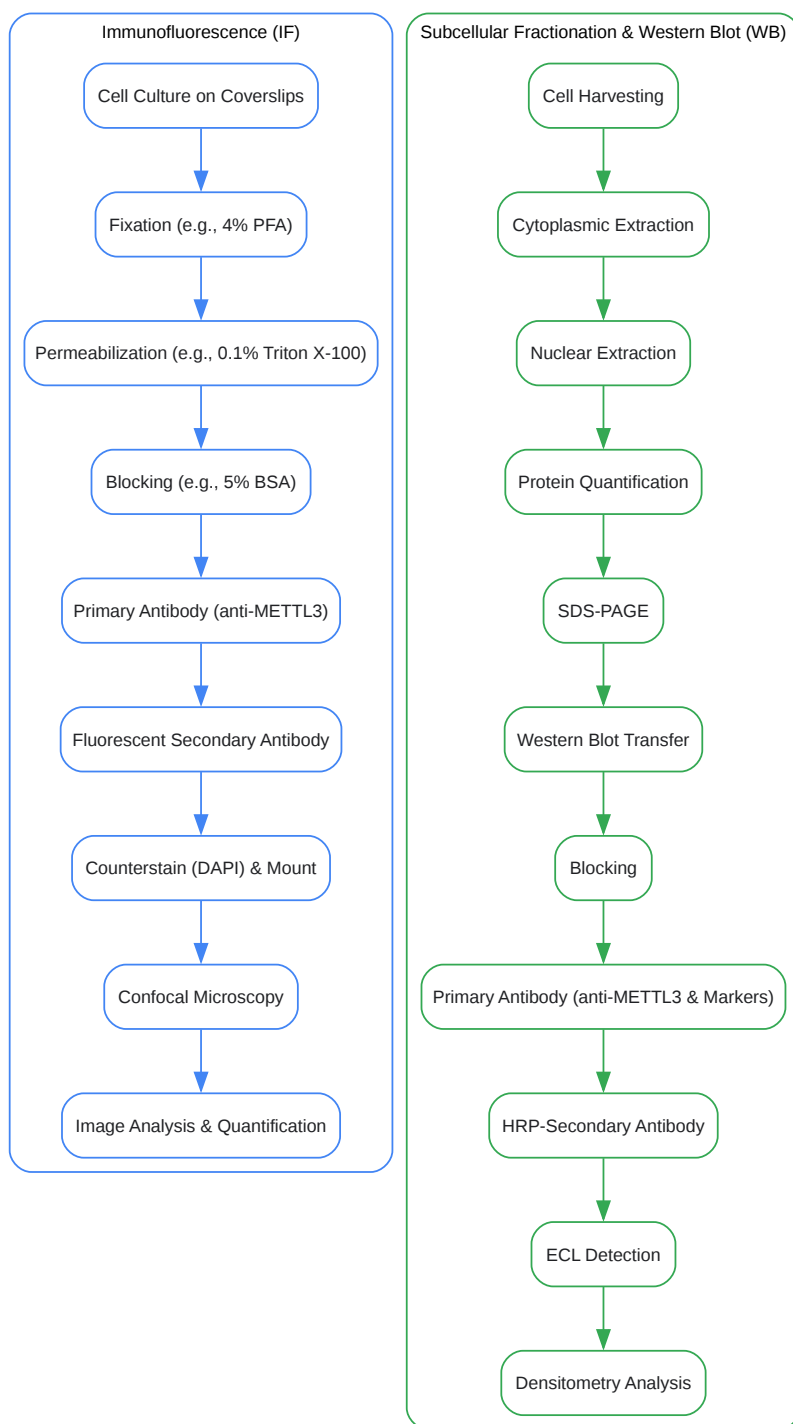 Immunofluorescence (IF)
Cell Culture on Coverslips
Fixation (e.g., 4% PFA)
Permeabilization (e.g., 0.1% Triton X-100)
Blocking (e.g., 5% BSA)
Primary Antibody (anti-METTL3)
Fluorescent Secondary Antibody
Counterstain (DAPI) & Mount
Confocal Microscopy
Image Analysis & Quantification
Subcellular Fractionation & Western Blot (WB)
Cell Harvesting
Cytoplasmic Extraction
Nuclear Extraction
Protein Quantification
SDS-PAGE
Western Blot Transfer
Blocking
Primary Antibody (anti-METTL3 & Markers)
HRP-Secondary Antibody
ECL Detection
Densitometry Analysis